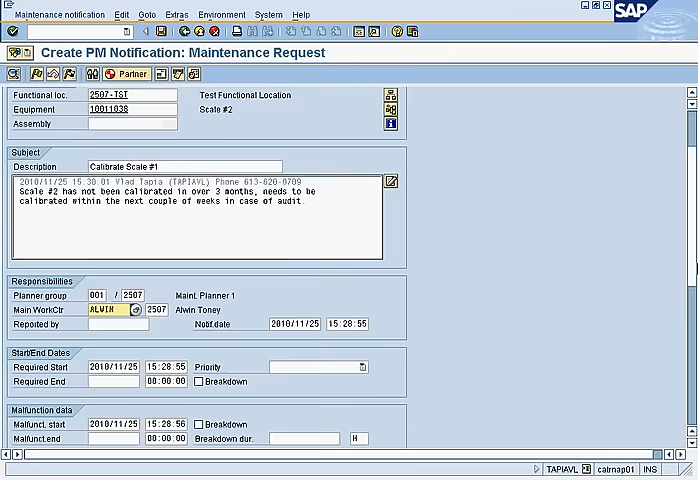 Maintenance notification Edit Goto Extras Environment System Help
SAP
Create PM Notification: Maintenance Request
Partner
Functional loc. 2507-TST Test Functional Location
Equipment 10011038 Scale #2
Assembly
Subject
Description Calibrate Scale #1
2010/11/25 15:30:01 Vlad Tapia (TAPIAVL) Phone 613-620-0709
Scale #2 has not been calibrated in over 3 months, needs to be
calibrated within the next couple of weeks in case of audit.
Responsibilities
Planner group 001 / 2507 Maint. Planner 1
Main WorkCtr ALWIN 2507 Alwin Toney
Reported by Notif.date 2010/11/25 15:28:55
Start/End Dates
Required Start 2010/11/25 15:28:55 Priority
Required End 00:00:00 Breakdown
Malfunction data
Malfunct. start 2010/11/25 15:28:56 Breakdown
Malfunct.end 00:00:00 Breakdown dur. H
TAPIAVL catrnap01 INS